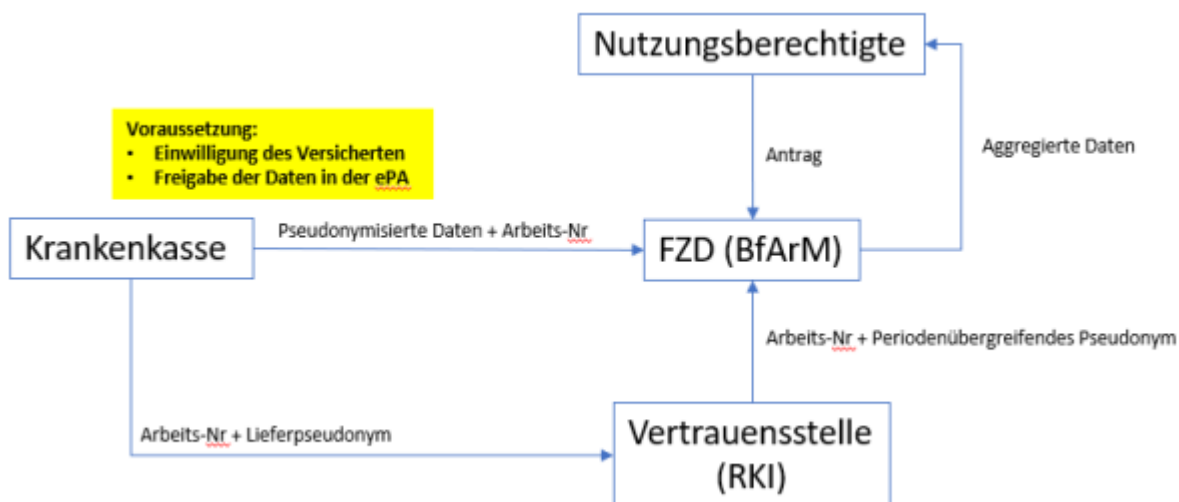 Nutzungsberechtigte
Voraussetzung:
• Einwilligung des Versicherten
• Freigabe der Daten in der ePA
Antrag
Aggregierte Daten
Krankenkasse
Pseudonymisierte Daten + Arbeits-Nr
FZD (BfArM)
Arbeits-Nr + Periodenübergreifendes Pseudonym
Arbeits-Nr + Lieferpseudonym
Vertrauensstelle
(RKI)